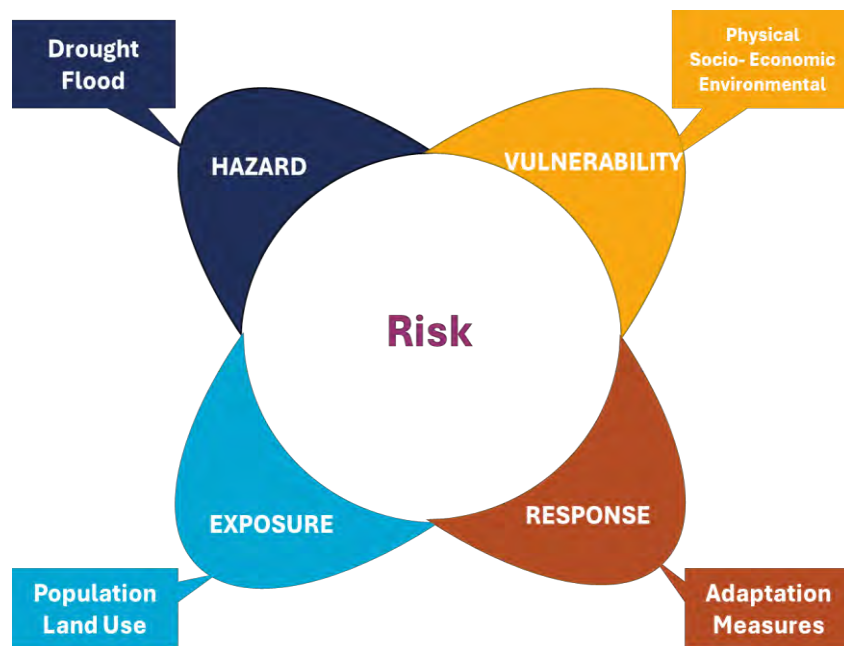 Drought
Flood
Physical
Socio- Economic
Environmental
HAZARD
VULNERABILITY
Risk
EXPOSURE
RESPONSE
Population
Land Use
Adaptation
Measures